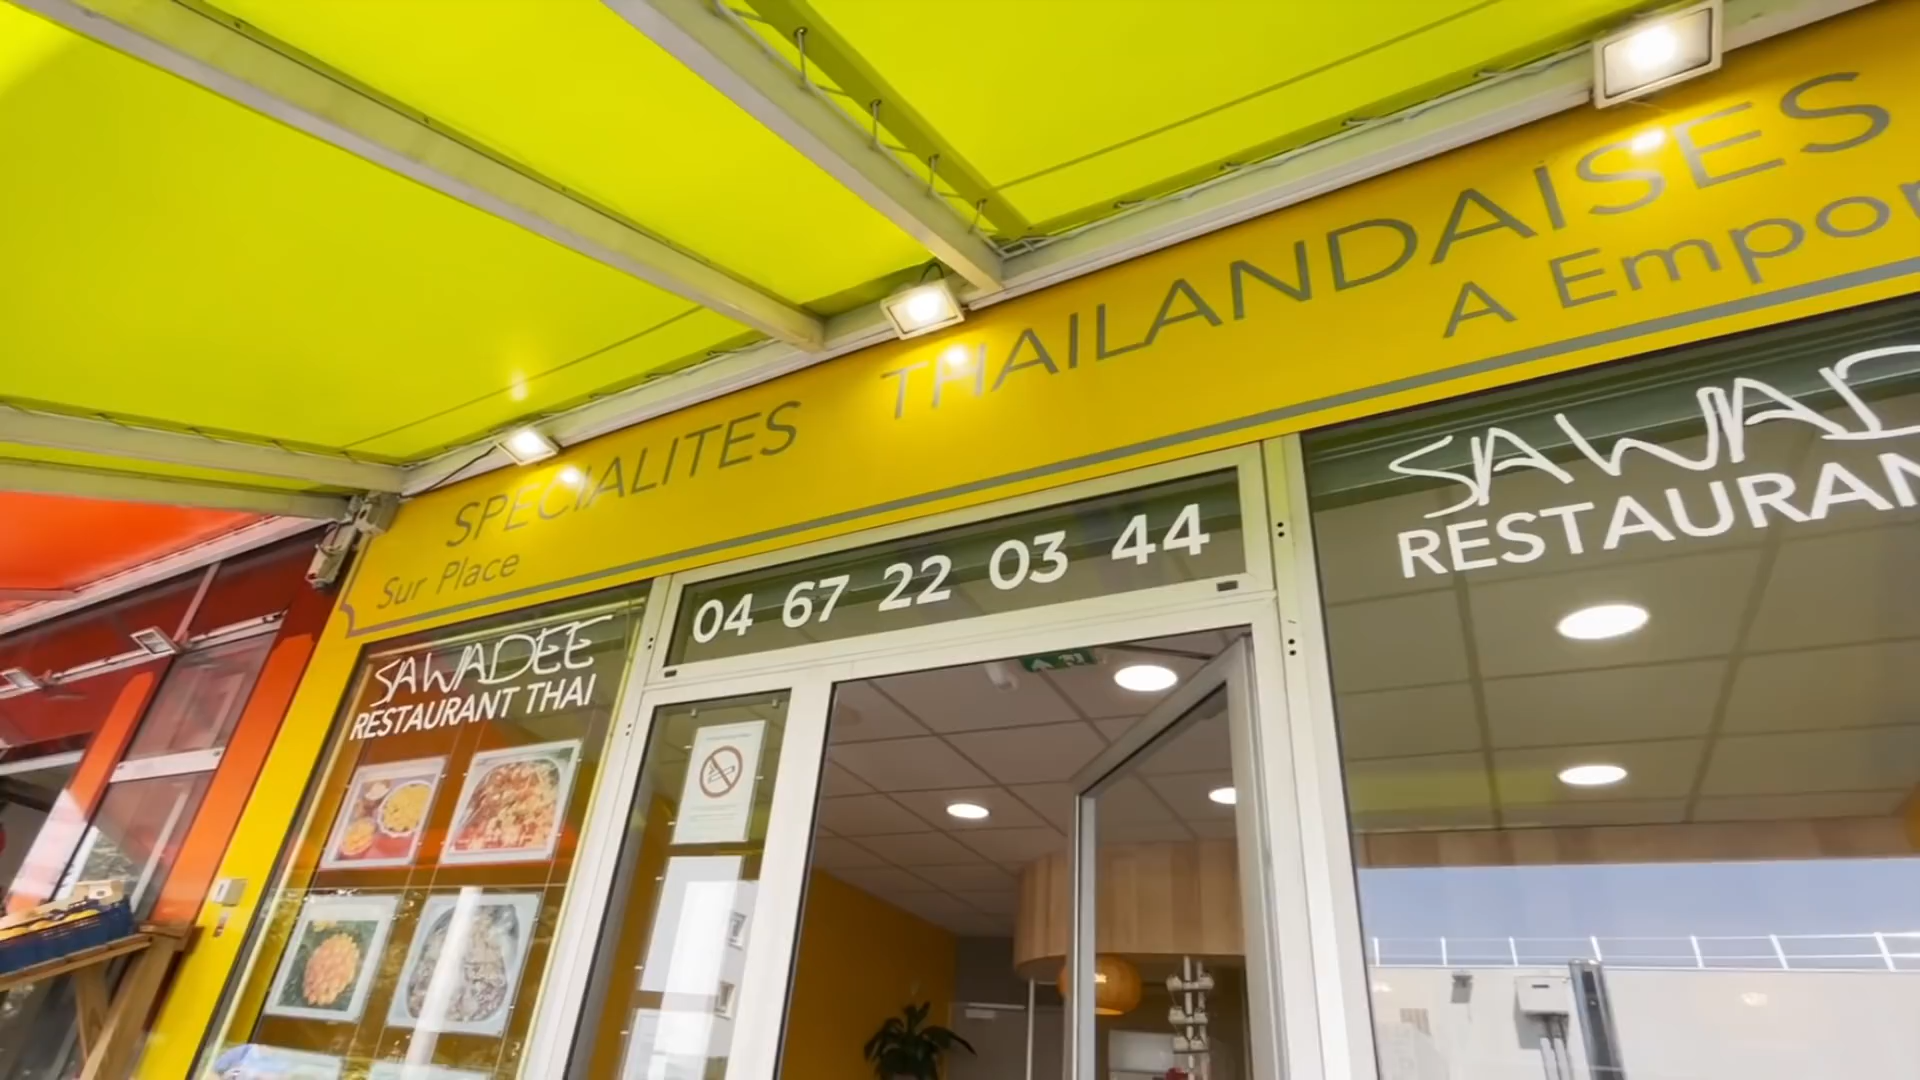 SPECIALITES THAILANDAISES
Sur Place
A Empor
04 67 22 03 44
SAWADEE
RESTAURANT THAI
SAWAD
RESTAURAN